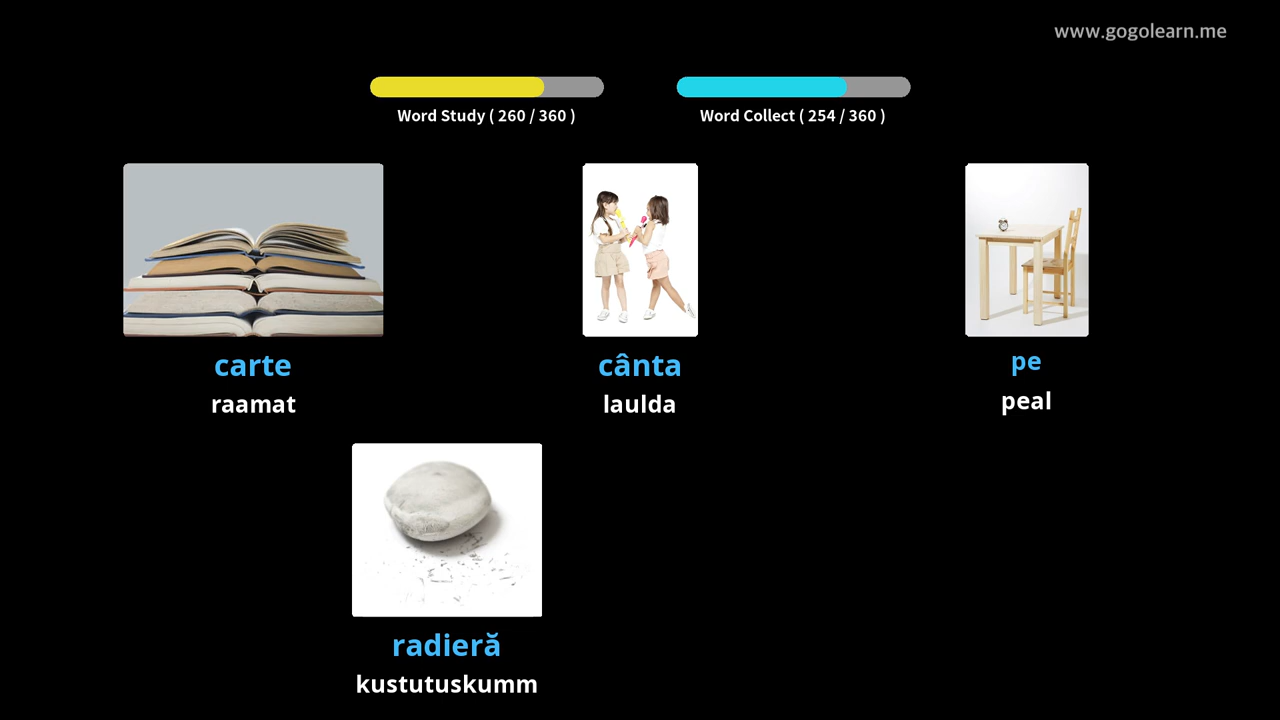 www.gogolearn.me
Word Study ( 260 / 360 )
Word Collect ( 254 / 360 )
carte
raamat
cânta
laulda
pe
peal
radieră
kustutuskumm